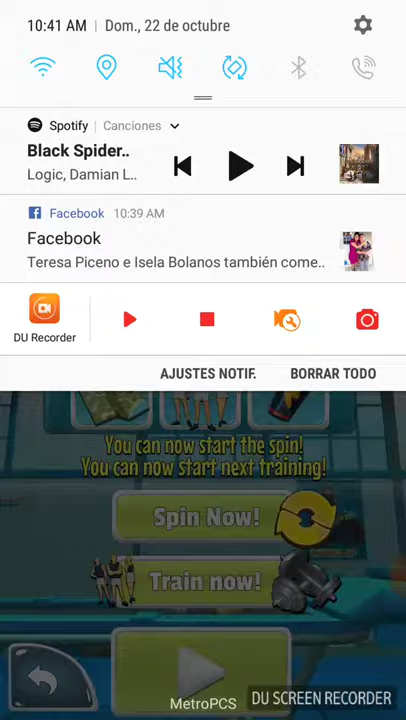 10:41 AM | Dom., 22 de octubre
Spotify | Canciones
Black Spider..
Logic, Damian L..
Facebook 10:39 AM
Facebook
Teresa Piceno e Isela Bolanos también come..
DU Recorder
AJUSTES NOTIF. BORRAR TODO
You can now start the spin!
You can now start next training!
Spin Now!
Train now!
MetroPCS
DU SCREEN RECORDER